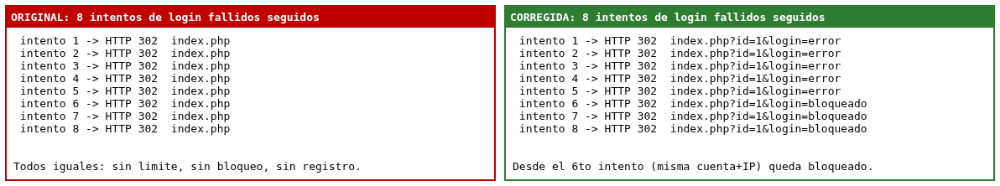 ORIGINAL: 8 intentos de login fallidos seguidos
intento 1 -> HTTP 302  index.php
intento 2 -> HTTP 302  index.php
intento 3 -> HTTP 302  index.php
intento 4 -> HTTP 302  index.php
intento 5 -> HTTP 302  index.php
intento 6 -> HTTP 302  index.php
intento 7 -> HTTP 302  index.php
intento 8 -> HTTP 302  index.php
Todos iguales: sin limite, sin bloqueo, sin registro.
CORREGIDA: 8 intentos de login fallidos seguidos
intento 1 -> HTTP 302  index.php?id=1&login=error
intento 2 -> HTTP 302  index.php?id=1&login=error
intento 3 -> HTTP 302  index.php?id=1&login=error
intento 4 -> HTTP 302  index.php?id=1&login=error
intento 5 -> HTTP 302  index.php?id=1&login=error
intento 6 -> HTTP 302  index.php?id=1&login=bloqueado
intento 7 -> HTTP 302  index.php?id=1&login=bloqueado
intento 8 -> HTTP 302  index.php?id=1&login=bloqueado
Desde el 6to intento (misma cuenta+IP) queda bloqueado.